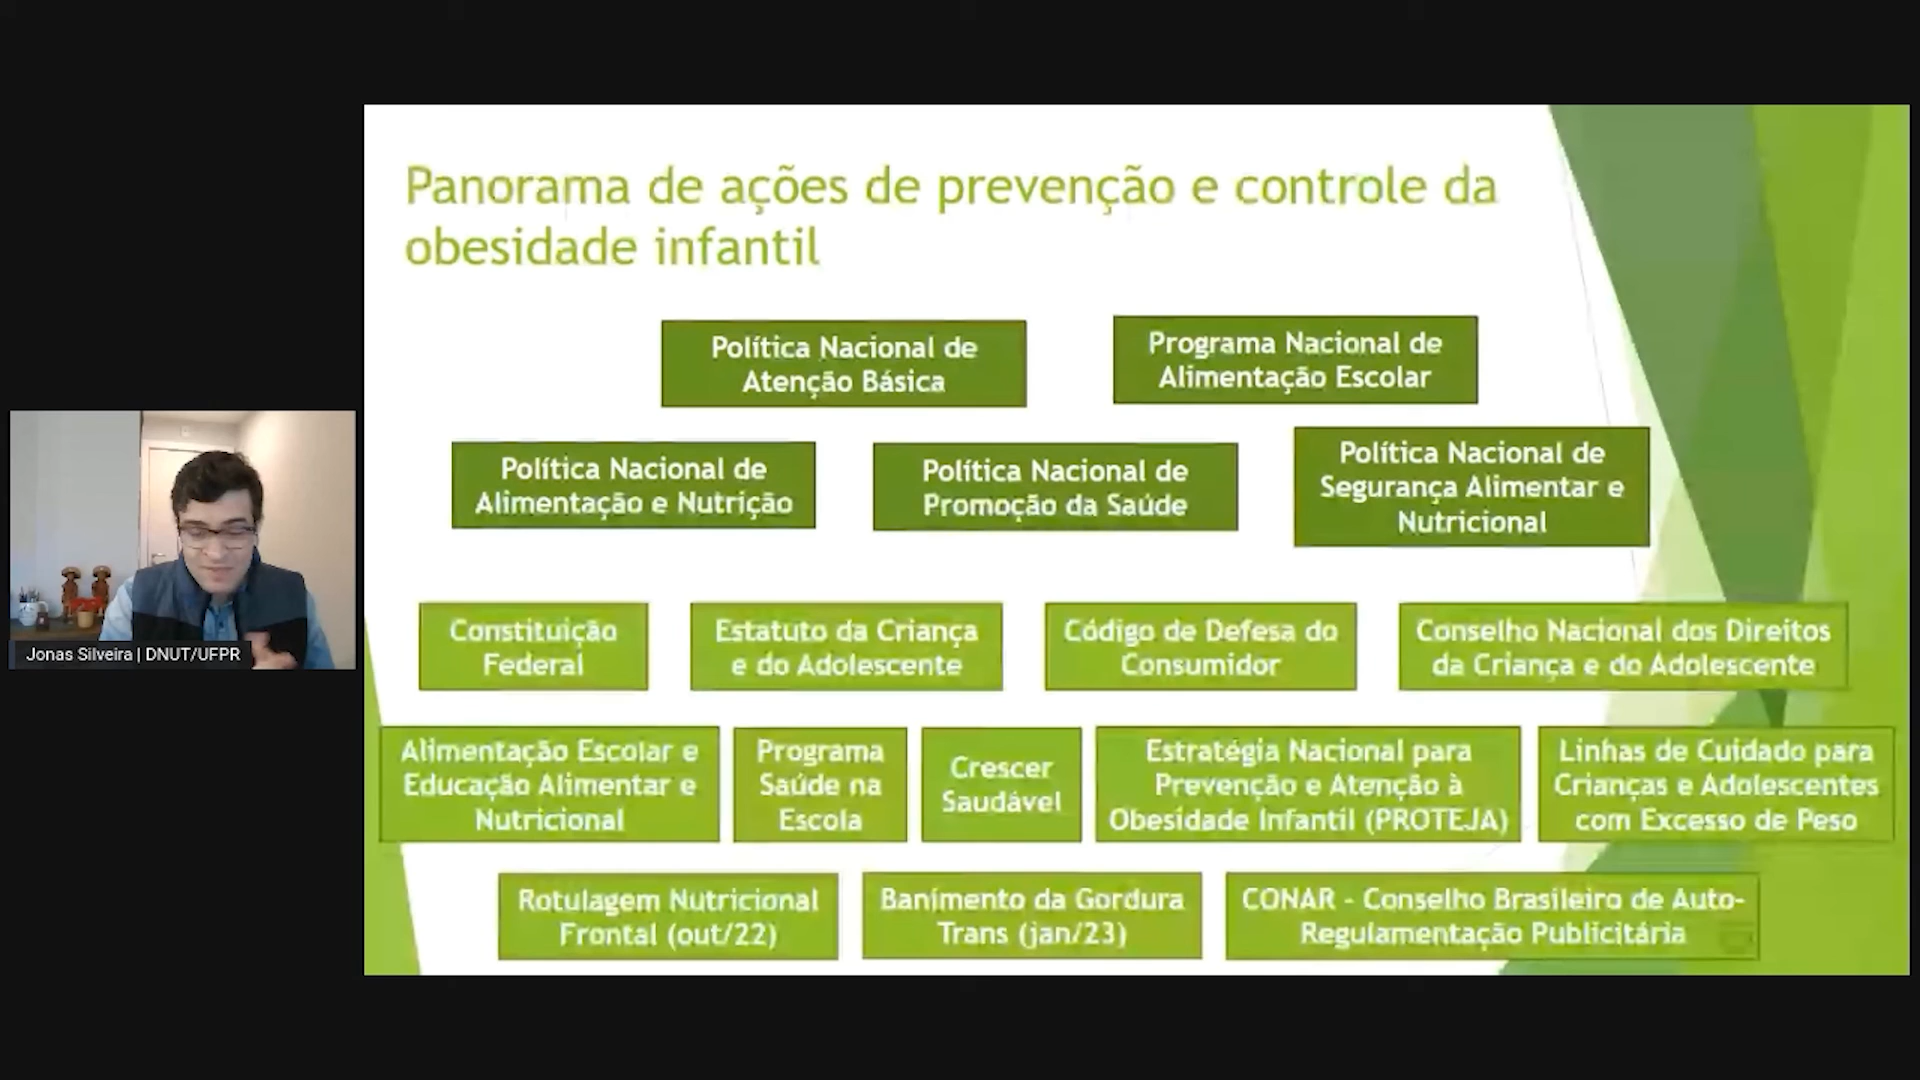 Panorama de ações de prevenção e controle da
obesidade infantil
Política Nacional de
Atenção Básica
Programa Nacional de
Alimentação Escolar
Política Nacional de
Alimentação e Nutrição
Política Nacional de
Promoção da Saúde
Política Nacional de
Segurança Alimentar e
Nutricional
Constituição
Federal
Estatuto da Criança
e do Adolescente
Código de Defesa do
Consumidor
Conselho Nacional dos Direitos
da Criança e do Adolescente
Alimentação Escolar e
Educação Alimentar e
Nutricional
Programa
Saúde na
Escola
Crescer
Saudável
Estratégia Nacional para
Prevenção e Atenção à
Obesidade Infantil (PROTEJA)
Linhas de Cuidado para
Crianças e Adolescentes
com Excesso de Peso
Rotulagem Nutricional
Frontal (out/22)
Banimento da Gordura
Trans (jan/23)
CONAR - Conselho Brasileiro de Auto-
Regulamentação Publicitária
Jonas Silveira | DNUT/UFPR